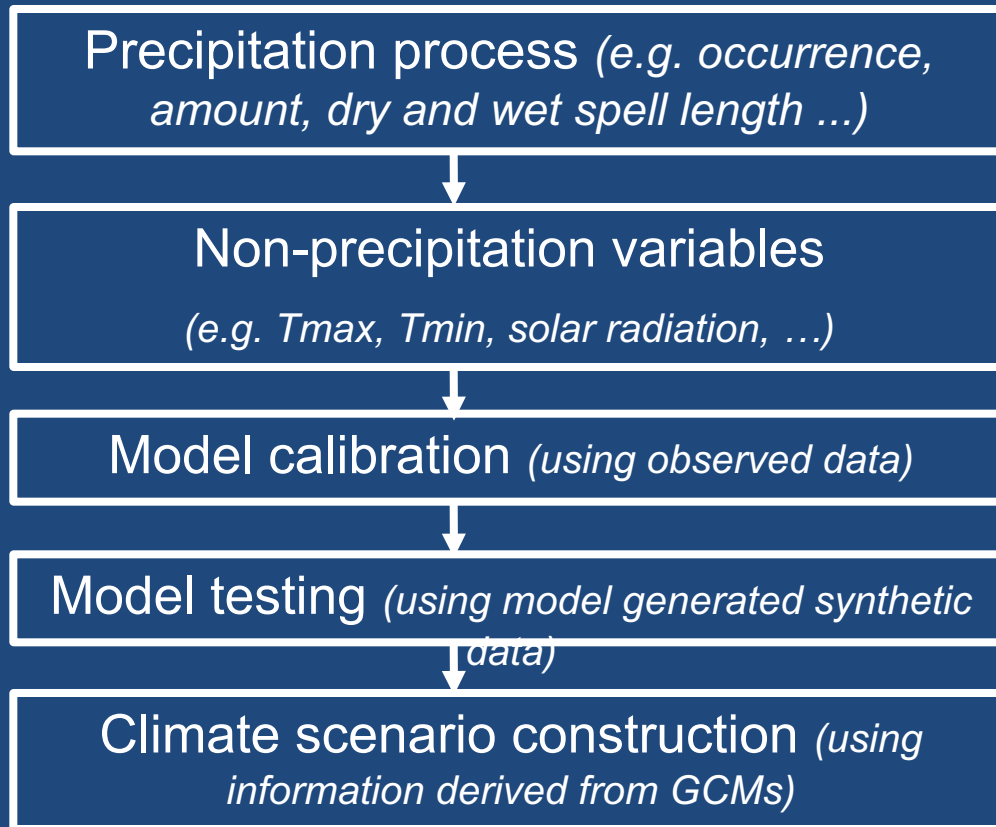 Precipitation process (e.g. occurrence,
amount, dry and wet spell length ...)
Non-precipitation variables
(e.g. Tmax, Tmin, solar radiation, …)
Model calibration (using observed data)
Model testing (using model generated synthetic
data)
Climate scenario construction (using
information derived from GCMs)